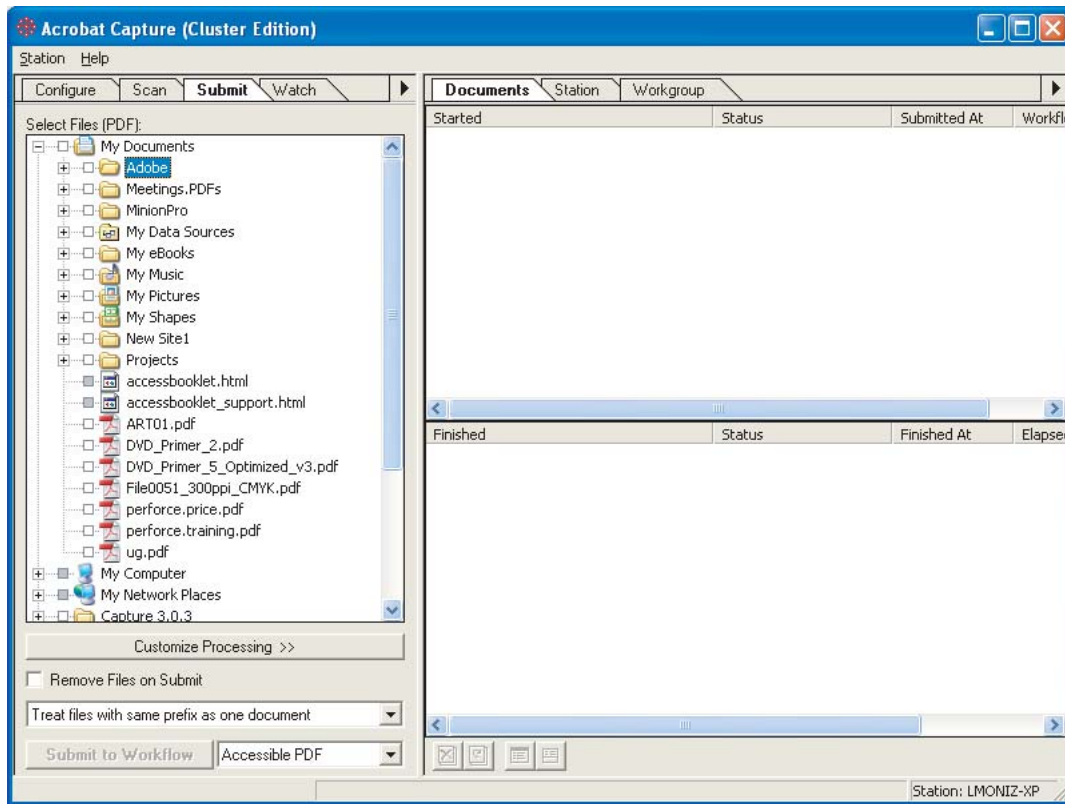 Acrobat Capture (Cluster Edition)
Station Help
Configure Scan Submit Watch
Select Files (PDF):
My Documents
Adobe
Meetings.PDFs
MinionPro
My Data Sources
My eBooks
My Music
My Pictures
My Shapes
New Site1
Projects
accessbooklet.html
accessbooklet_support.html
ART01.pdf
DVD_Primer_2.pdf
DVD_Primer_5_Optimized_v3.pdf
File0051_300ppi_CMYK.pdf
perforce.price.pdf
perforce.training.pdf
ug.pdf
My Computer
My Network Places
Capture 3.0.3
Customize Processing >>
Remove Files on Submit
Treat files with same prefix as one document
Submit to Workflow Accessible PDF
Documents Station Workgroup
Started Status Submitted At Workfl
Finished Status Finished At Elapse
Station: LMONIZ-XP